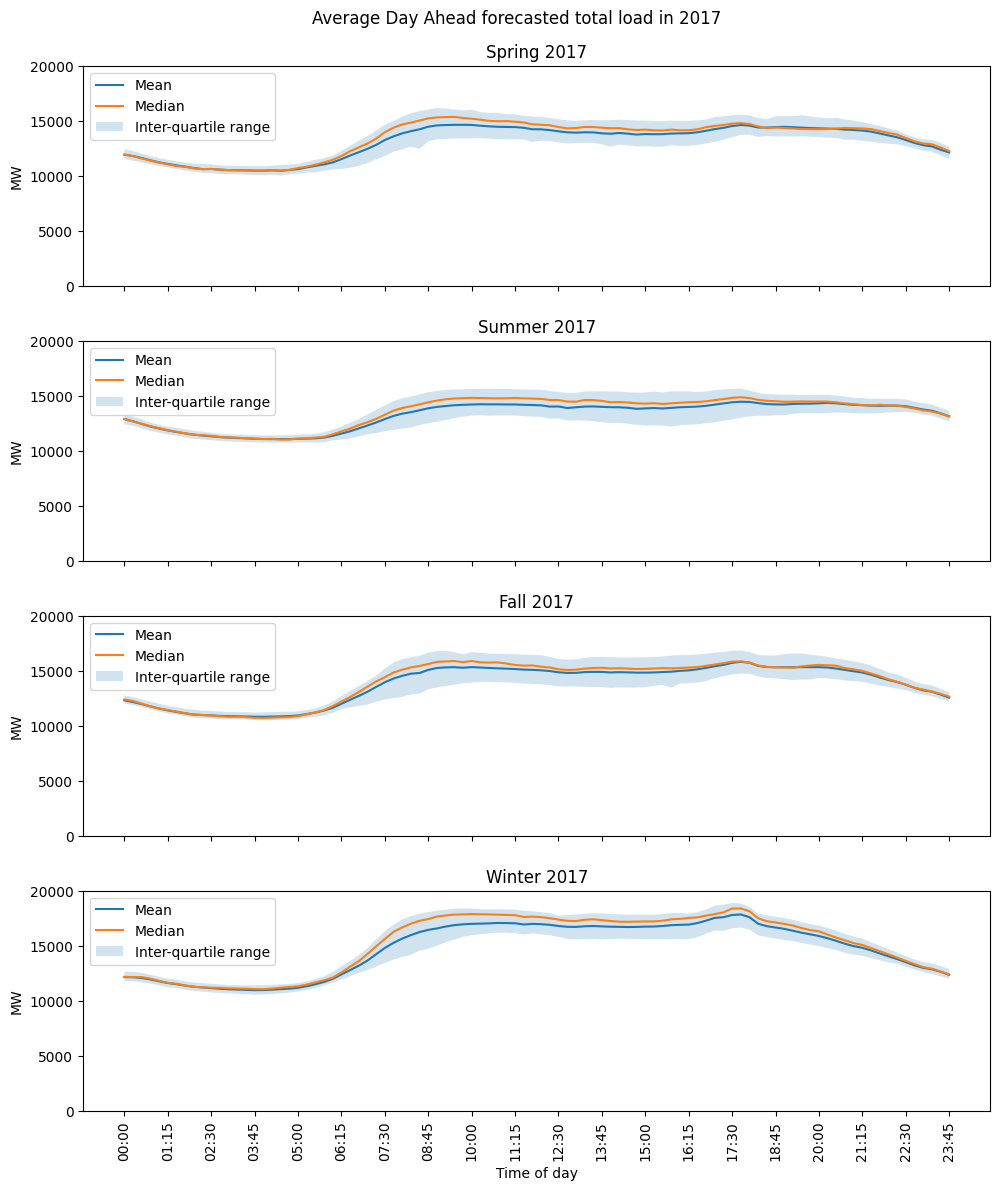 Average Day Ahead forecasted total load in 2017
Spring 2017
20000
15000
10000
5000
0
MW
Mean
Median
Inter-quartile range
Summer 2017
20000
15000
10000
5000
0
MW
Mean
Median
Inter-quartile range
Fall 2017
20000
15000
10000
5000
0
MW
Mean
Median
Inter-quartile range
Winter 2017
20000
15000
10000
5000
0
MW
Mean
Median
Inter-quartile range
00:00
01:15
02:30
03:45
05:00
06:15
07:30
08:45
10:00
11:15
12:30
13:45
15:00
16:15
17:30
18:45
20:00
21:15
22:30
23:45
Time of day